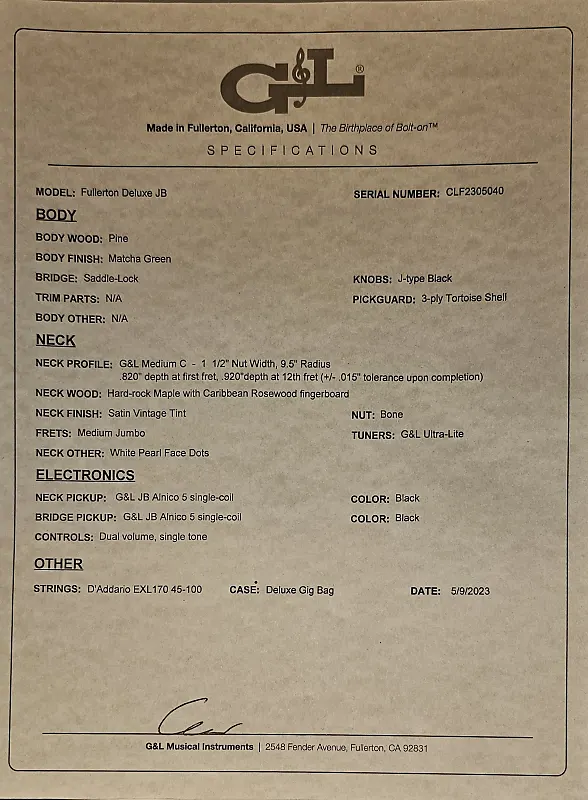 G&L®
Made in Fullerton, California, USA | The Birthplace of Bolt-on™
SPECIFICATIONS
MODEL: Fullerton Deluxe JB SERIAL NUMBER: CLF2305040
BODY
BODY WOOD: Pine
BODY FINISH: Matcha Green
BRIDGE: Saddle-Lock KNOBS: J-type Black
TRIM PARTS: N/A PICKGUARD: 3-ply Tortoise Shell
BODY OTHER: N/A
NECK
NECK PROFILE: G&L Medium C - 1 1/2" Nut Width, 9.5" Radius
.820" depth at first fret, .920"depth at 12th fret (+/- .015" tolerance upon completion)
NECK WOOD: Hard-rock Maple with Caribbean Rosewood fingerboard
NECK FINISH: Satin Vintage Tint NUT: Bone
FRETS: Medium Jumbo TUNERS: G&L Ultra-Lite
NECK OTHER: White Pearl Face Dots
ELECTRONICS
NECK PICKUP: G&L JB Alnico 5 single-coil COLOR: Black
BRIDGE PICKUP: G&L JB Alnico 5 single-coil COLOR: Black
CONTROLS: Dual volume, single tone
OTHER
STRINGS: D'Addario EXL170 45-100 CASE: Deluxe Gig Bag DATE: 5/9/2023
G&L Musical Instruments | 2548 Fender Avenue, Fullerton, CA 92831